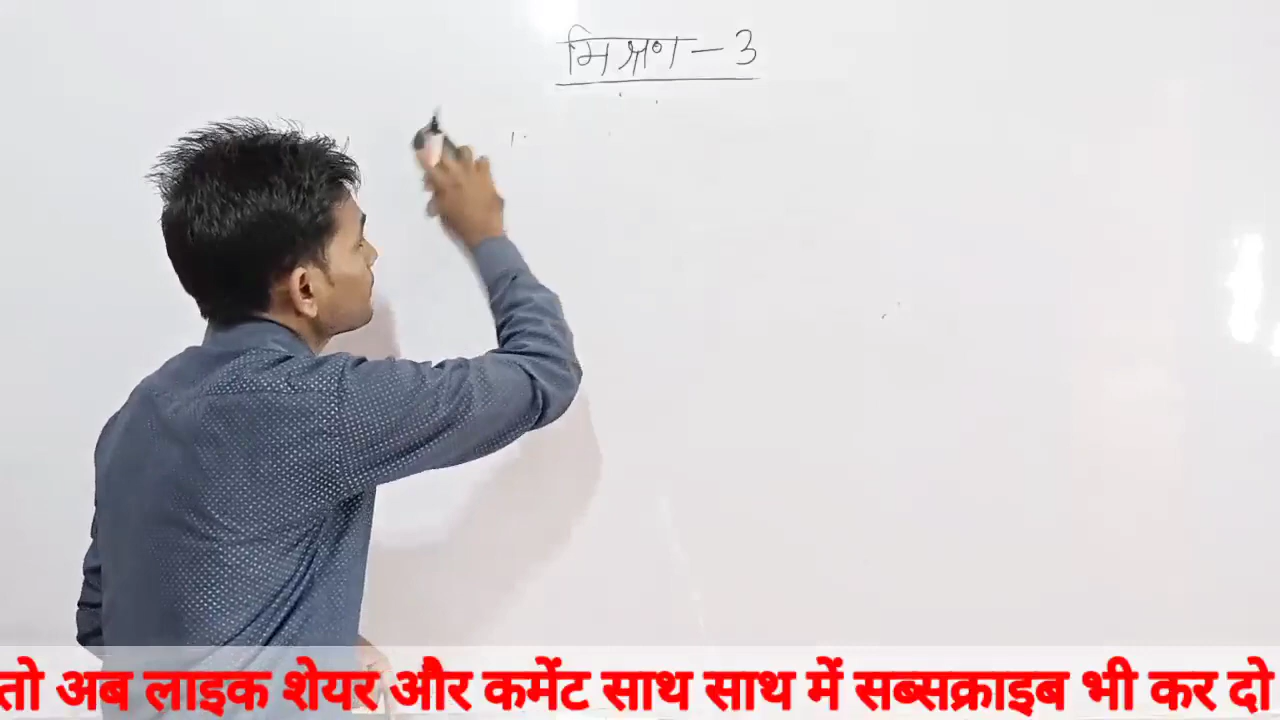 मिश्रण - 3
तो अब लाइक शेयर और कमेंट साथ साथ में सब्सक्राइब भी कर दो